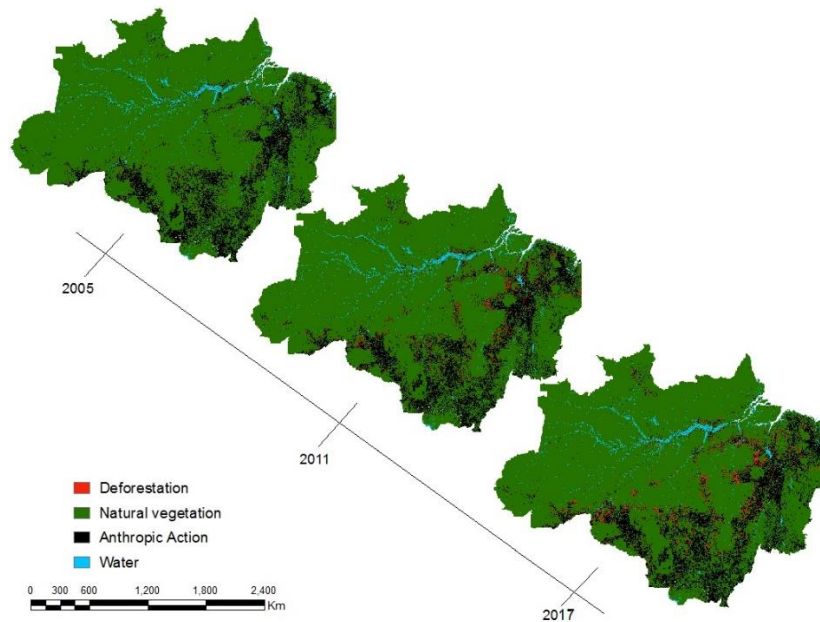 2005
2011
2017
Deforestation
Natural vegetation
Anthropic Action
Water
0 300 600 1,200 1,800 2,400
Km